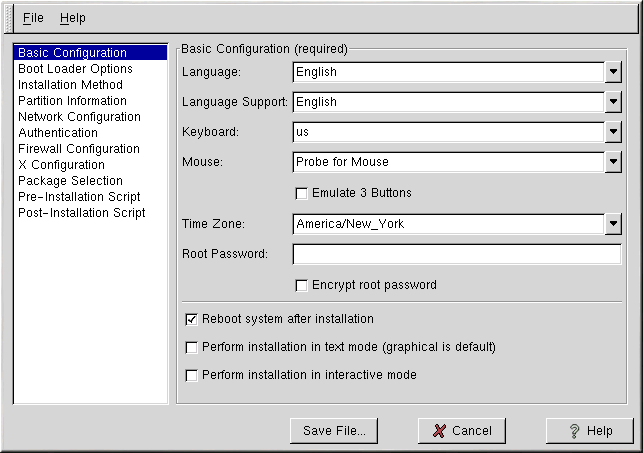 File Help
Basic Configuration
Boot Loader Options
Installation Method
Partition Information
Network Configuration
Authentication
Firewall Configuration
X Configuration
Package Selection
Pre-Installation Script
Post-Installation Script
Basic Configuration (required)
Language: English
Language Support: English
Keyboard: us
Mouse: Probe for Mouse
Emulate 3 Buttons
Time Zone: America/New_York
Root Password:
Encrypt root password
Reboot system after installation
Perform installation in text mode (graphical is default)
Perform installation in interactive mode
Save File... Cancel Help